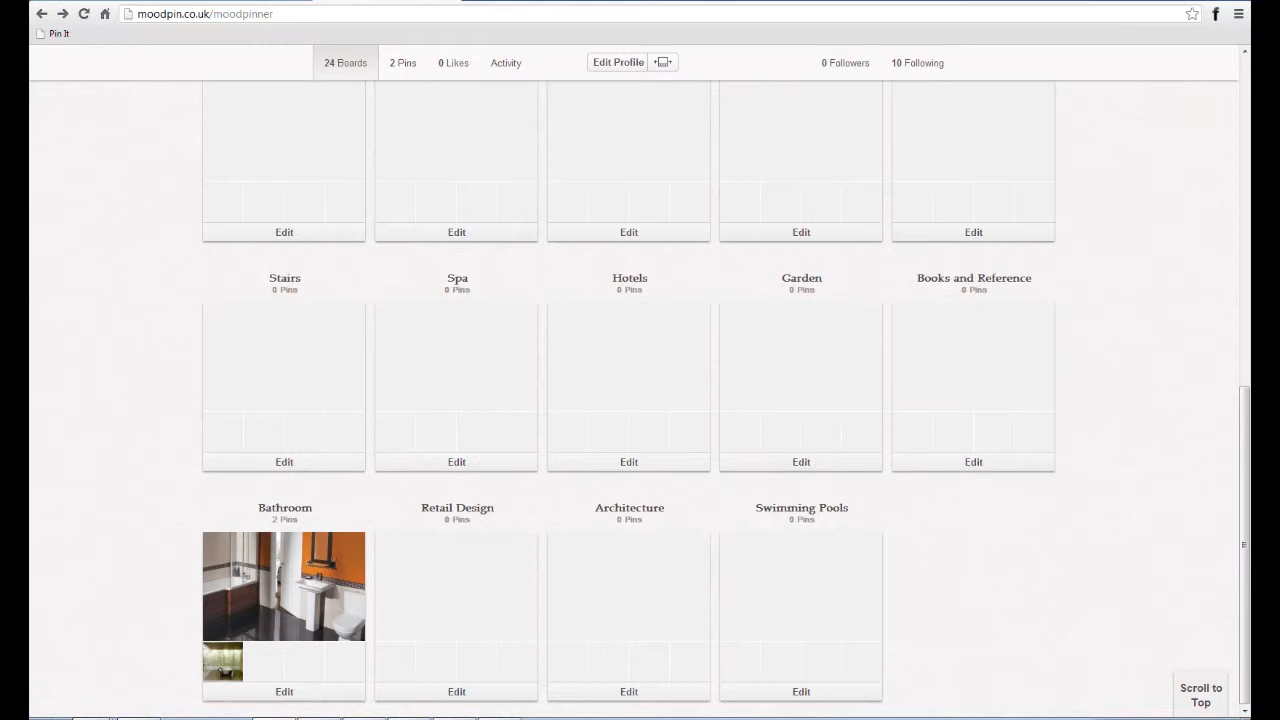 moodpin.co.uk/moodpinner
Pin It
24 Boards 2 Pins 0 Likes Activity Edit Profile 0 Followers 10 Following
Edit Edit Edit Edit Edit
Stairs Spa Hotels Garden Books and Reference
0 Pins 0 Pins 0 Pins 0 Pins 0 Pins
Edit Edit Edit Edit Edit
Bathroom Retail Design Architecture Swimming Pools
2 Pins 0 Pins 0 Pins 0 Pins
Edit Edit Edit Edit
Scroll to
Top